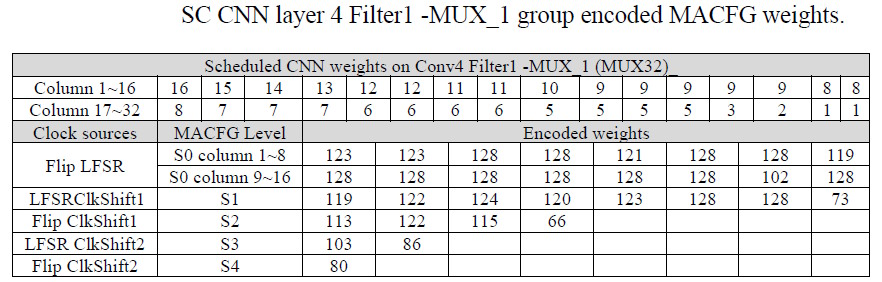 SC CNN layer 4 Filter1 -MUX_1 group encoded MACFG weights.
Scheduled CNN weights on Conv4 Filter1 -MUX_1 (MUX32)_
Column 1~16 16 15 14 13 12 12 11 11 10 9 9 9 9 9 8 8
Column 17~32 8 7 7 7 6 6 6 6 5 5 5 5 3 2 1 1
Clock sources MACFG Level Encoded weights
Flip LFSR S0 column 1~8 123 123 128 128 121 128 128 119
S0 column 9~16 128 128 128 128 128 128 102 128
LFSRClkShift1 S1 119 122 124 120 123 128 128 73
Flip ClkShift1 S2 113 122 115 66
LFSR ClkShift2 S3 103 86
Flip ClkShift2 S4 80